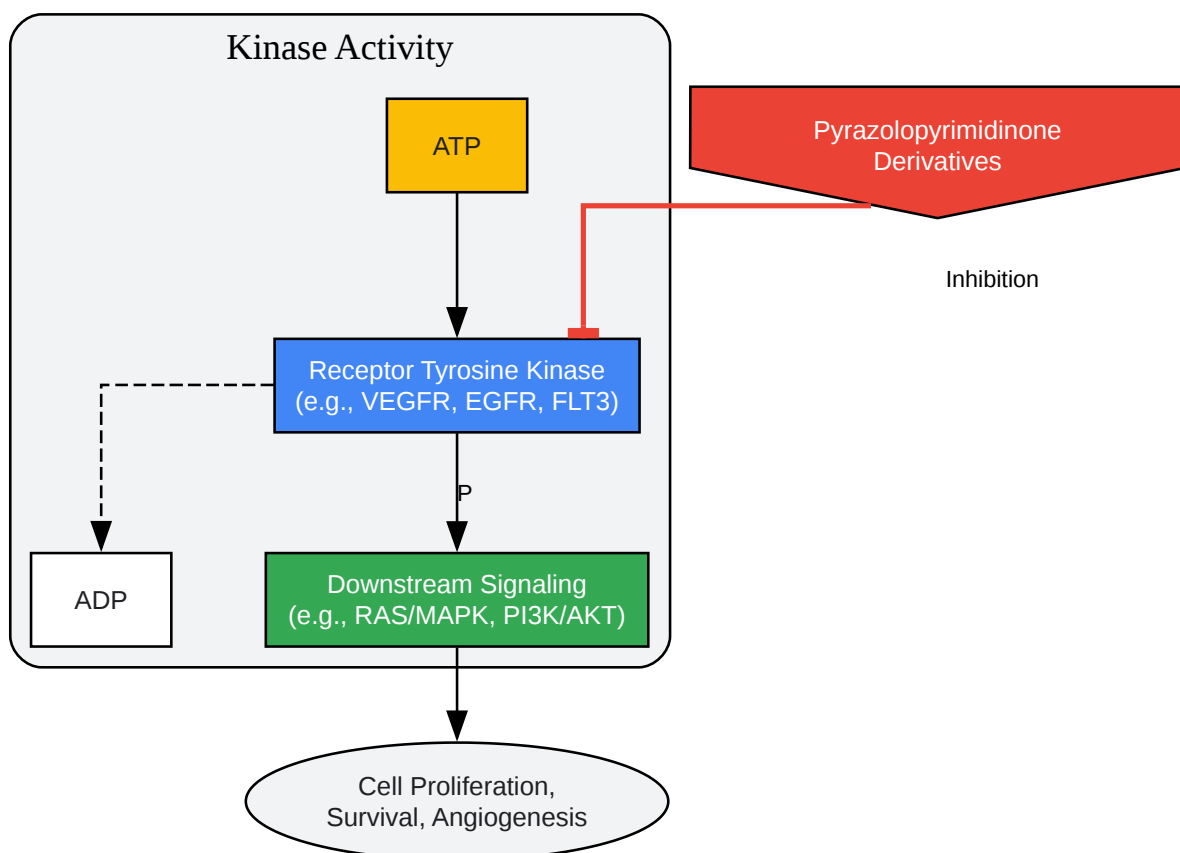 Kinase Activity
ATP
Pyrazolopyrimidinone
Derivatives
Inhibition
Receptor Tyrosine Kinase
(e.g., VEGFR, EGFR, FLT3)
P
ADP
Downstream Signaling
(e.g., RAS/MAPK, PI3K/AKT)
Cell Proliferation,
Survival, Angiogenesis